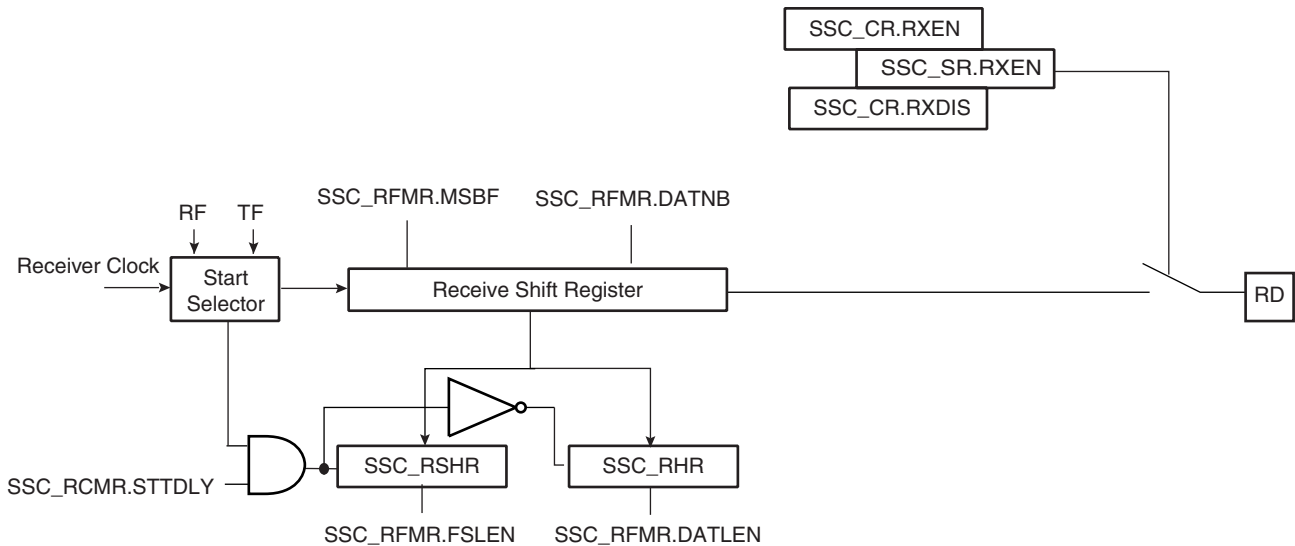 SSC_CR.RXEN
SSC_SR.RXEN
SSC_CR.RXDIS
SSC_RFMR.MSBF
SSC_RFMR.DATNB
RF
TF
Receiver Clock
Start
Selector
Receive Shift Register
RD
SSC_RSHR
SSC_RHR
SSC_RCMR.STTDLY
SSC_RFMR.FSLEN
SSC_RFMR.DATLEN